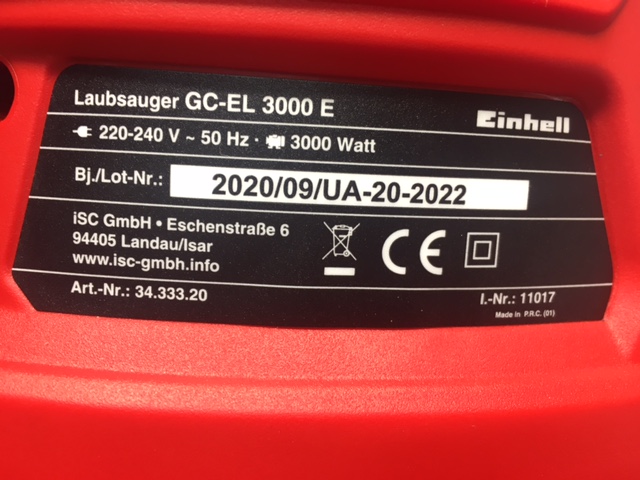 Laubsauger GC-EL 3000 E
Einhell
220-240 V ~ 50 Hz · 3000 Watt
Bj./Lot-Nr.: 2020/09/UA-20-2022
iSC GmbH • Eschenstraße 6
94405 Landau/Isar
www.isc-gmbh.info
CE
Art.-Nr.: 34.333.20
I.-Nr.: 11017
Made in P.R.C. (01)